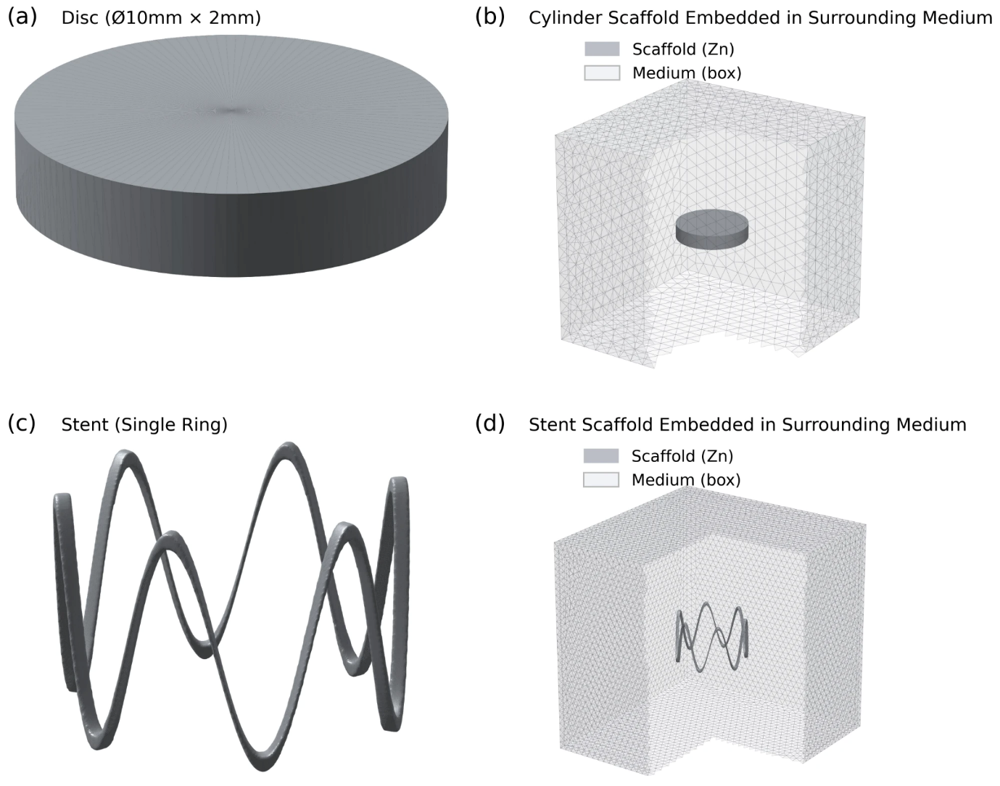 (a) Disc (Ø10mm × 2mm)
(b) Cylinder Scaffold Embedded in Surrounding Medium
Scaffold (Zn)
Medium (box)
(c) Stent (Single Ring)
(d) Stent Scaffold Embedded in Surrounding Medium
Scaffold (Zn)
Medium (box)